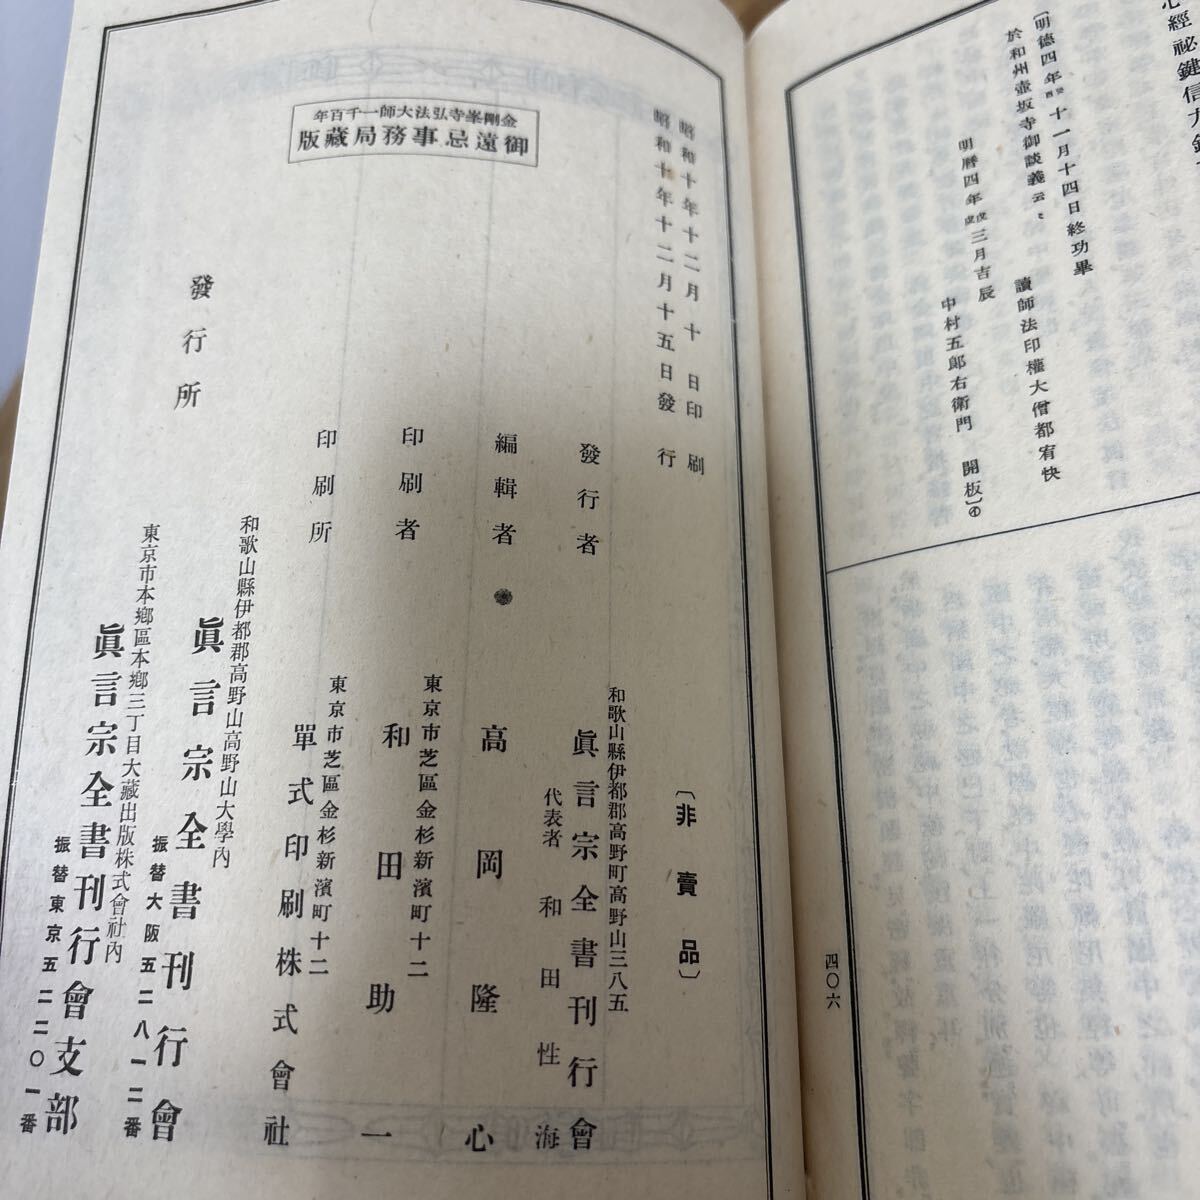 心經祕鍵信力鈔
〔明德四年癸酉十一月十四日終功畢
於和州壺坂寺御談義云々
讀師法印權大僧都宥快
明曆四年戊戌三月吉辰
中村五郎右衛門 開板〕㋑
四〇六
昭和十年十二月十日印刷
昭和十年十二月十五日發行
〔非賣品〕
和歌山縣伊都郡高野町高野山三八五
發行者 眞言宗全書刊行會
代表者 和田性海
編輯者 高岡隆心
東京市芝區金杉新濱町十二
印刷者 和田助一
東京市芝區金杉新濱町十二
印刷所 單式印刷株式會社
金剛峯寺弘法大師一千百年
御遠忌事務局藏版
發行所
和歌山縣伊都郡高野山高野山大學內
眞言宗全書刊行會
振替大阪五二八一二番
東京市本鄉區本鄉三丁目大藏出版株式會社內
眞言宗全書刊行會支部
振替東京五二二〇一番